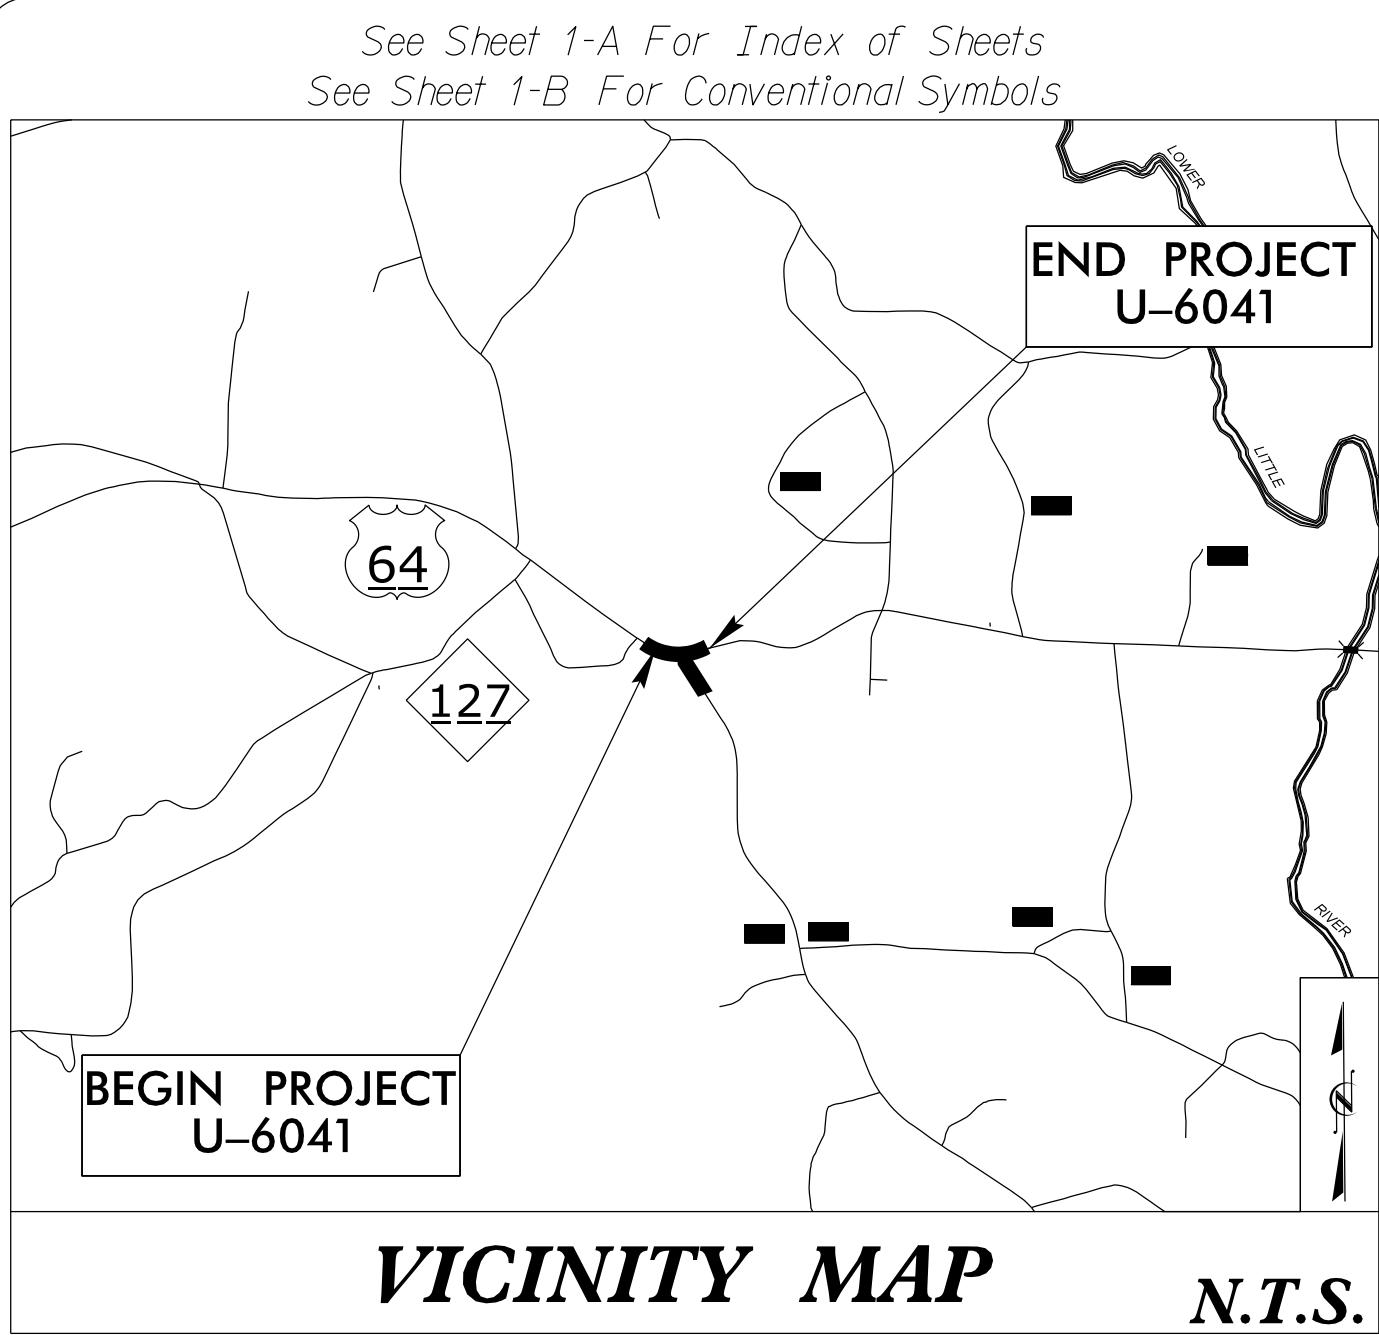 See Sheet 1-A For Index of Sheets
See Sheet 1-B For Conventional Symbols
LOWER
END PROJECT
U–6041
LITTLE
64
127
RIVER
BEGIN PROJECT
U–6041
N
VICINITY MAP
N.T.S.